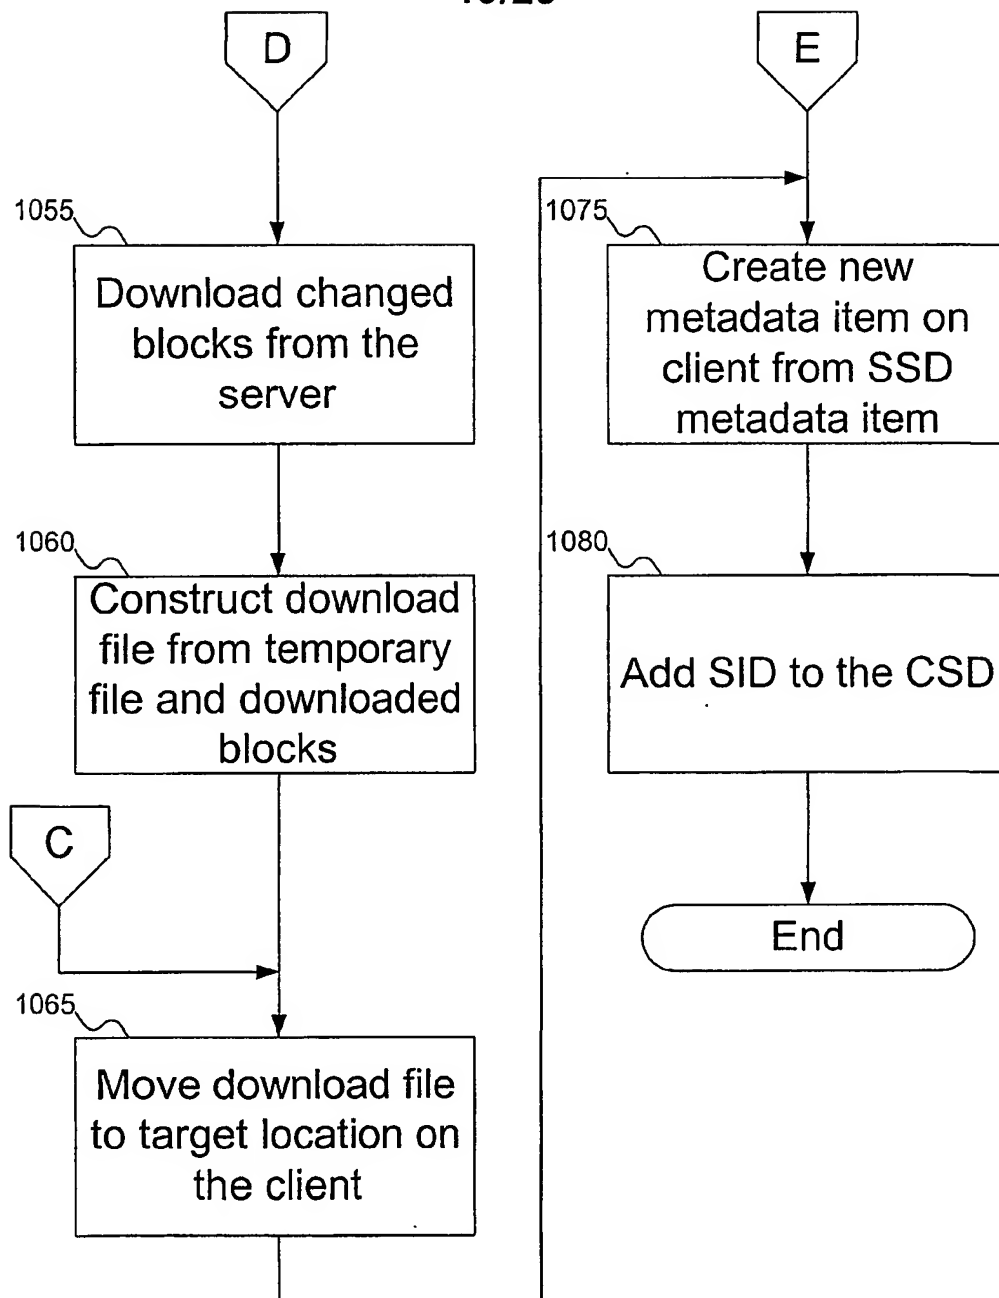 D
1055
Download changed
blocks from the
server
1060
Construct download
file from temporary
file and downloaded
blocks
C
1065
Move download file
to target location on
the client
E
1075
Create new
metadata item on
client from SSD
metadata item
1080
Add SID to the CSD
End